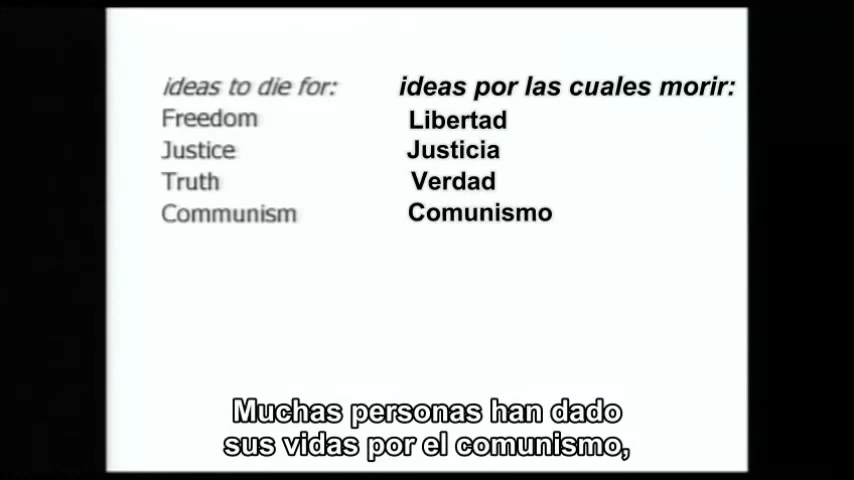 ideas to die for:
ideas por las cuales morir:
Freedom
Libertad
Justice
Justicia
Truth
Verdad
Communism
Comunismo
Muchas personas han dado
sus vidas por el comunismo,